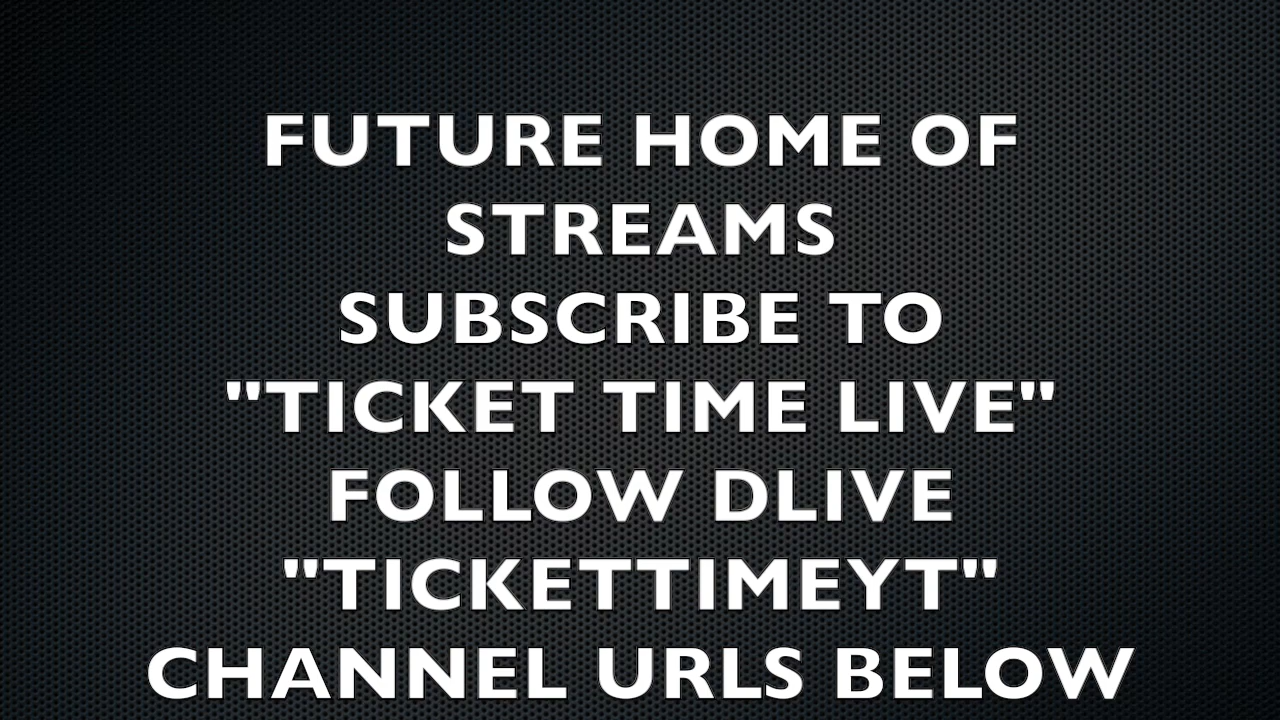 FUTURE HOME OF
STREAMS
SUBSCRIBE TO
"TICKET TIME LIVE"
FOLLOW DLIVE
"TICKETTIMEYT"
CHANNEL URLS BELOW